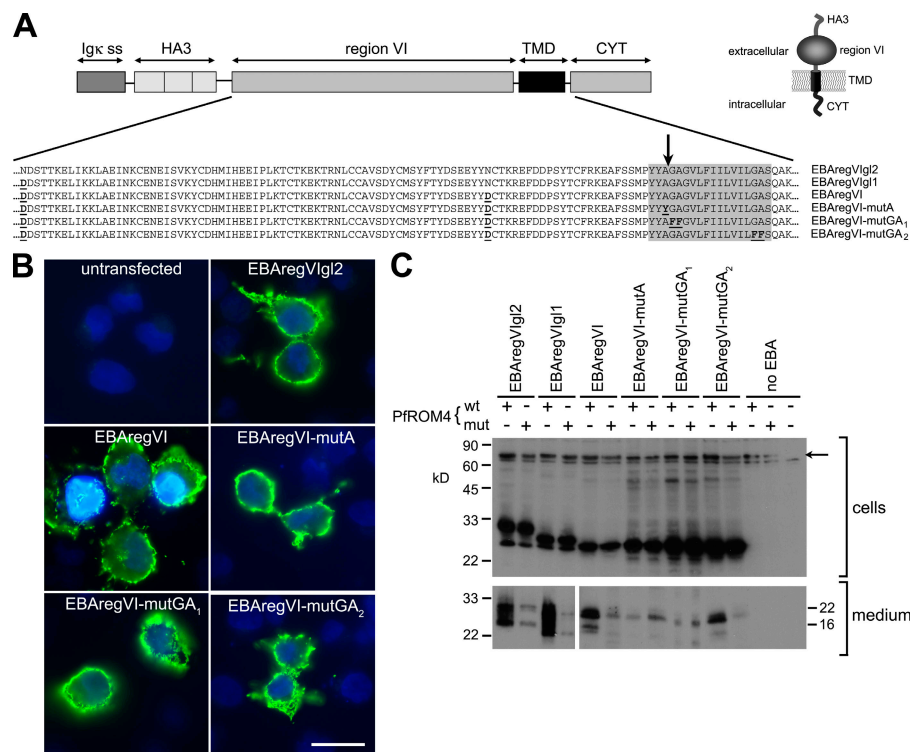 A
Igκ ss
HA3
region VI
TMD
CYT
HA3
extracellular
region VI
TMD
intracellular
CYT
...NDSTTKELIKKLAEINKCENEISVKYCDHMIHEEIPLKTCTKEKTRNLCCAVSDYCMSYFTYDSEEYYNCTKREFDDPSYTCFRKEAFSSMPYYAGAGVLFIILVILGASQAK... EBAregVIgl2
...DDSTTKELIKKLAEINKCENEISVKYCDHMIHEEIPLKTCTKEKTRNLCCAVSDYCMSYFTYDSEEYYNCTKREFDDPSYTCFRKEAFSSMPYYAGAGVLFIILVILGASQAK... EBAregVIgl1
...DDSTTKELIKKLAEINKCENEISVKYCDHMIHEEIPLKTCTKEKTRNLCCAVSDYCMSYFTYDSEEYYDCTKREFDDPSYTCFRKEAFSSMPYYAGAGVLFIILVILGASQAK... EBAregVI
...DDSTTKELIKKLAEINKCENEISVKYCDHMIHEEIPLKTCTKEKTRNLCCAVSDYCMSYFTYDSEEYYDCTKREFDDPSYTCFRKEAFSSMPYYYGAGVLFIILVILGASQAK... EBAregVI-mutA
...DDSTTKELIKKLAEINKCENEISVKYCDHMIHEEIPLKTCTKEKTRNLCCAVSDYCMSYFTYDSEEYYDCTKREFDDPSYTCFRKEAFSSMPYYAFFGVLFIILVILGASQAK... EBAregVI-mutGA1
...DDSTTKELIKKLAEINKCENEISVKYCDHMIHEEIPLKTCTKEKTRNLCCAVSDYCMSYFTYDSEEYYDCTKREFDDPSYTCFRKEAFSSMPYYAGAGVLFIILVILFFSQAK... EBAregVI-mutGA2
B
untransfected
EBAregVIgl2
EBAregVI
EBAregVI-mutA
EBAregVI-mutGA1
EBAregVI-mutGA2
C
EBAregVIgl2
EBAregVIgl1
EBAregVI
EBAregVI-mutA
EBAregVI-mutGA1
EBAregVI-mutGA2
no EBA
PfROM4 {
wt + - + - + - + - + - + - + - -
mut - + - + - + - + - + - + - + -
90
60
kD
45
33
22
cells
33
22
22
16
medium